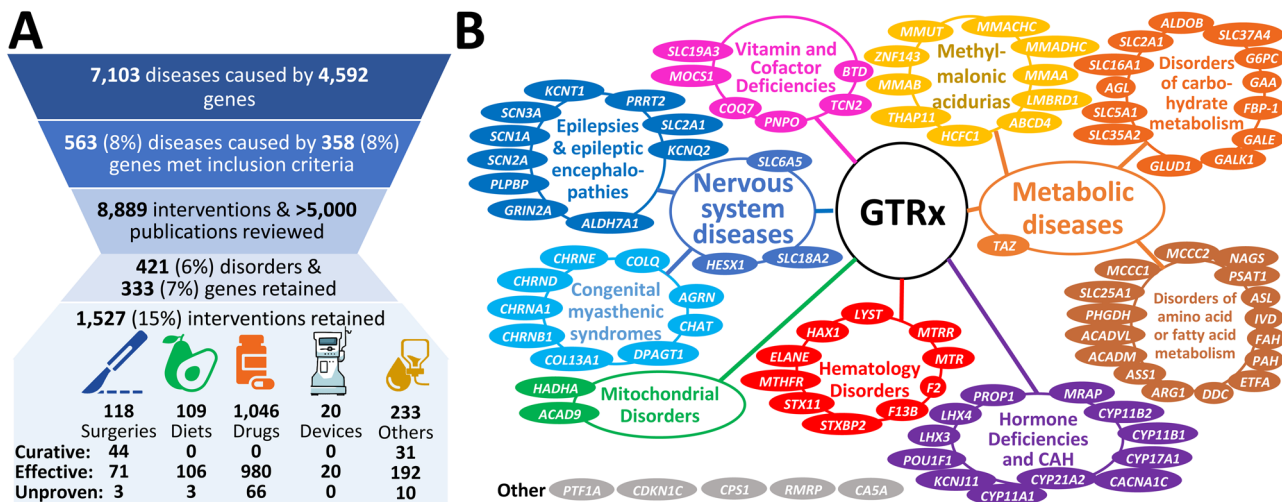 A
7,103 diseases caused by 4,592
genes
563 (8%) diseases caused by 358 (8%)
genes met inclusion criteria
8,889 interventions & >5,000
publications reviewed
421 (6%) disorders &
333 (7%) genes retained
1,527 (15%) interventions retained
118 109 1,046 20 233
Surgeries Diets Drugs Devices Others
Curative: 44 0 0 0 31
Effective: 71 106 980 20 192
Unproven: 3 3 66 0 10
B
GTRx
Vitamin and
Cofactor Deficiencies
SLC19A3
MOCS1
COQ7
PNPO
TCN2
BTD
Methyl-
malonic
acidurias
MMUT
MMACHC
ZNF143
MMADHC
MMAB
MMAA
THAP11
LMBRD1
HCFC1
ABCD4
Disorders
of carbo-
hydrate
metabolism
ALDOB
SLC2A1
SLC37A4
SLC16A1
G6PC
AGL
GAA
SLC5A1
FBP-1
SLC35A2
GALE
GLUD1
GALK1
Epilepsies
& epileptic
encephalo-
pathies
KCNT1
SCN3A
PRRT2
SCN1A
SLC2A1
SCN2A
KCNQ2
PLPBP
GRIN2A
ALDH7A1
Nervous
system
diseases
SLC6A5
HESX1
SLC18A2
Metabolic
diseases
TAZ
Congenital
myasthenic
syndromes
CHRNE
COLQ
CHRND
AGRN
CHRNA1
CHAT
CHRNB1
COL13A1
DPAGT1
Disorders of
amino acid
or fatty acid
metabolism
MCCC2
NAGS
MCCC1
PSAT1
SLC25A1
ASL
PHGDH
IVD
ACADVL
FAH
ACADM
PAH
ASS1
ETFA
ARG1
DDC
Mitochondrial
Disorders
HADHA
ACAD9
Hematology
Disorders
LYST
HAX1
MTRR
ELANE
MTR
MTHFR
F2
STX11
F13B
STXBP2
Hormone
Deficiencies
and CAH
PROP1
MRAP
LHX4
CYP11B2
LHX3
CYP11B1
POU1F1
CYP17A1
KCNJ11
CACNA1C
CYP11A1
CYP21A2
Other PTF1A CDKN1C CPS1 RMRP CA5A